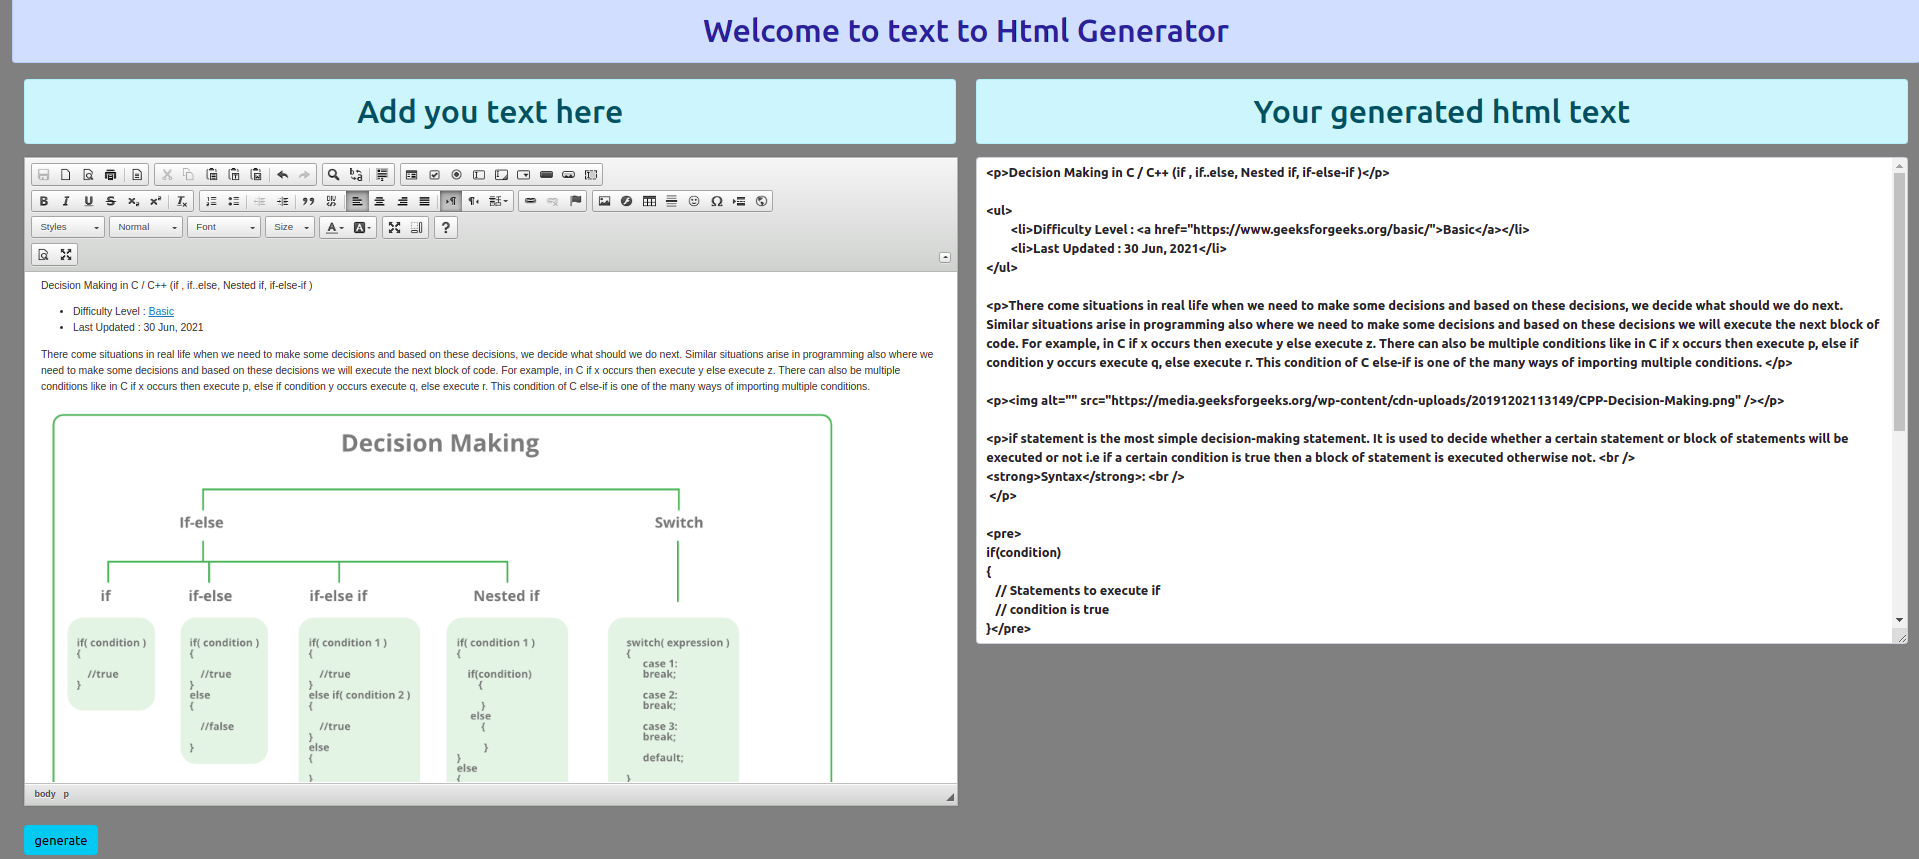 Welcome to text to Html Generator
Add you text here
Styles
Normal
Font
Size
Decision Making in C / C++ (if , if..else, Nested if, if-else-if )
• Difficulty Level : Basic
• Last Updated : 30 Jun, 2021
There come situations in real life when we need to make some decisions and based on these decisions, we decide what should we do next. Similar situations arise in programming also where we
need to make some decisions and based on these decisions we will execute the next block of code. For example, in C if x occurs then execute y else execute z. There can also be multiple
conditions like in C if x occurs then execute p, else if condition y occurs execute q, else execute r. This condition of C else-if is one of the many ways of importing multiple conditions.
Decision Making
If-else
Switch
if
if-else
if-else if
Nested if
if( condition )
{
//true
}
if( condition )
{
//true
}
else
{
//false
}
if( condition 1 )
{
//true
}
else if( condition 2 )
{
//true
}
else
{
}
if( condition 1 )
{
if(condition)
{
}
else
{
}
}
else
{
switch( expression )
{
case 1:
break;
case 2:
break;
case 3:
break;
default;
}
body p
generate
Your generated html text
<p>Decision Making in C / C++ (if , if..else, Nested if, if-else-if )</p>
<ul>
<li>Difficulty Level : <a href="https://www.geeksforgeeks.org/basic/">Basic</a></li>
<li>Last Updated : 30 Jun, 2021</li>
</ul>
<p>There come situations in real life when we need to make some decisions and based on these decisions, we decide what should we do next.
Similar situations arise in programming also where we need to make some decisions and based on these decisions we will execute the next block of
code. For example, in C if x occurs then execute y else execute z. There can also be multiple conditions like in C if x occurs then execute p, else if
condition y occurs execute q, else execute r. This condition of C else-if is one of the many ways of importing multiple conditions. </p>
<p><img alt="" src="https://media.geeksforgeeks.org/wp-content/cdn-uploads/20191202113149/CPP-Decision-Making.png" /></p>
<p>if statement is the most simple decision-making statement. It is used to decide whether a certain statement or block of statements will be
executed or not i.e if a certain condition is true then a block of statement is executed otherwise not. <br />
<strong>Syntax</strong>: <br />
</p>
<pre>
if(condition)
{
// Statements to execute if
// condition is true
}</pre>